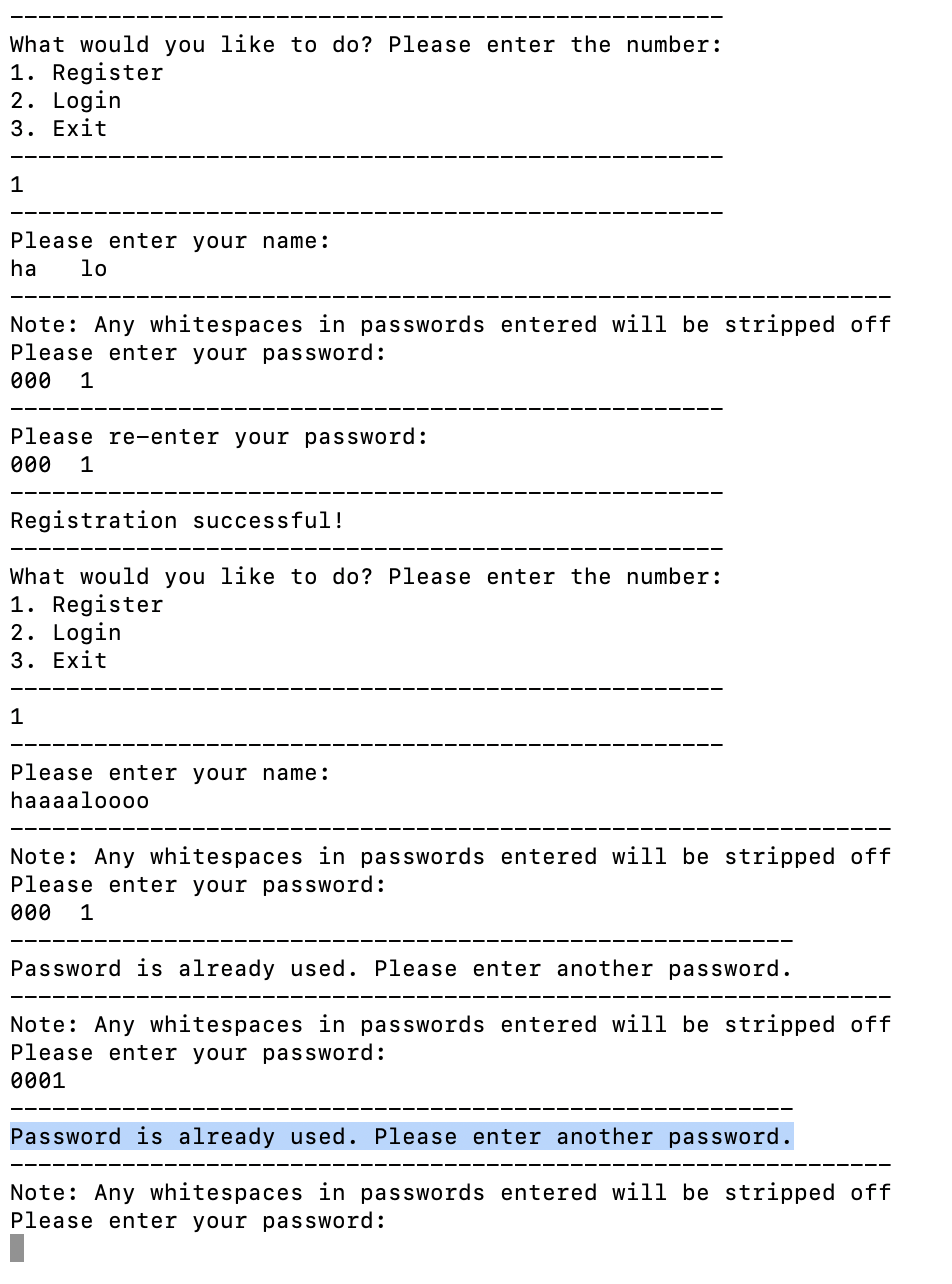 ---------------------------------------------------
What would you like to do? Please enter the number:
1. Register
2. Login
3. Exit
---------------------------------------------------
1
---------------------------------------------------
Please enter your name:
ha   lo
---------------------------------------------------------------
Note: Any whitespaces in passwords entered will be stripped off
Please enter your password:
000  1
---------------------------------------------------
Please re-enter your password:
000  1
---------------------------------------------------
Registration successful!
---------------------------------------------------
What would you like to do? Please enter the number:
1. Register
2. Login
3. Exit
---------------------------------------------------
1
---------------------------------------------------
Please enter your name:
haaaaloooo
---------------------------------------------------------------
Note: Any whitespaces in passwords entered will be stripped off
Please enter your password:
000  1
--------------------------------------------------------
Password is already used. Please enter another password.
---------------------------------------------------------------
Note: Any whitespaces in passwords entered will be stripped off
Please enter your password:
0001
--------------------------------------------------------
Password is already used. Please enter another password.
---------------------------------------------------------------
Note: Any whitespaces in passwords entered will be stripped off
Please enter your password: